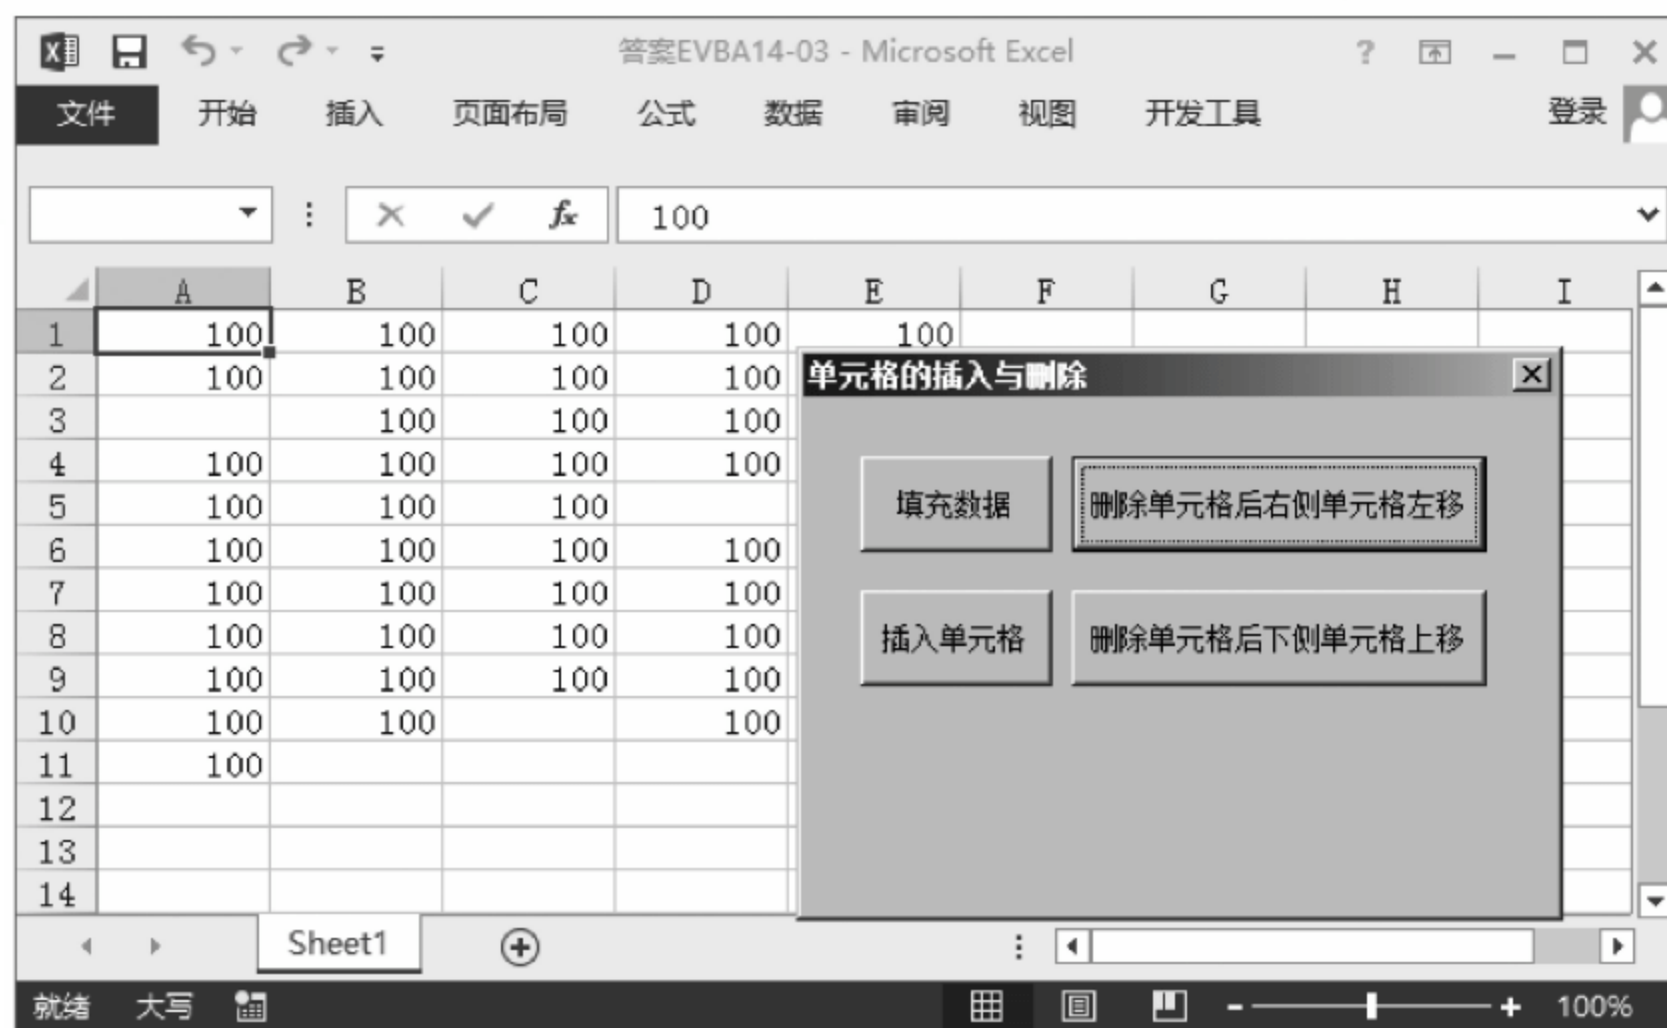 答案EVBA14-03 - Microsoft Excel ?
文件 开始 插入 页面布局 公式 数据 审阅 视图 开发工具 登录
fx 100
A B C D E F G H I
1 100 100 100 100 100
2 100 100 100 100 单元格的插入与删除
3 100 100 100
4 100 100 100 100
5 100 100 100 填充数据 删除单元格后右侧单元格左移
6 100 100 100 100
7 100 100 100 100
8 100 100 100 100 插入单元格 删除单元格后下侧单元格上移
9 100 100 100 100
10 100 100 100
11 100
12
13
14
Sheet1
就绪 大写 100%